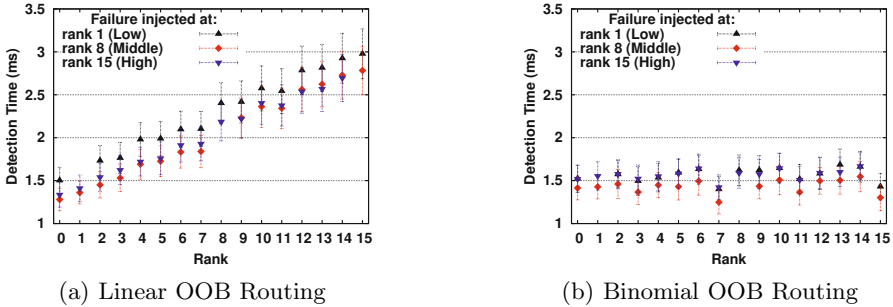 Failure injected at:
rank 1 (Low)
rank 8 (Middle)
rank 15 (High)
3.5
3
2.5
2
1.5
1
Detection Time (ms)
0 1 2 3 4 5 6 7 8 9 10 11 12 13 14 15
Rank
(a) Linear OOB Routing
Failure injected at:
rank 1 (Low)
rank 8 (Middle)
rank 15 (High)
3.5
3
2.5
2
1.5
1
Detection Time (ms)
0 1 2 3 4 5 6 7 8 9 10 11 12 13 14 15
Rank
(b) Binomial OOB Routing